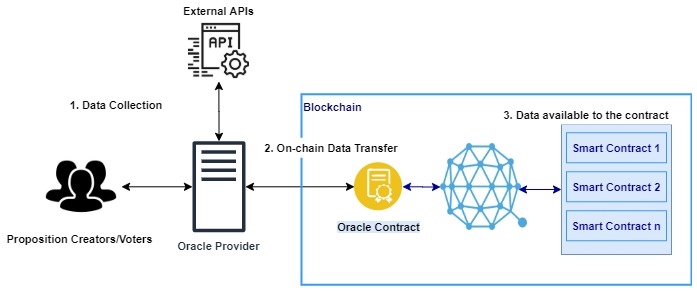 External APIs
API
1. Data Collection
Blockchain
3. Data available to the contract
2. On-chain Data Transfer
Smart Contract 1
Smart Contract 2
Smart Contract n
Oracle Contract
Proposition Creators/Voters
Oracle Provider